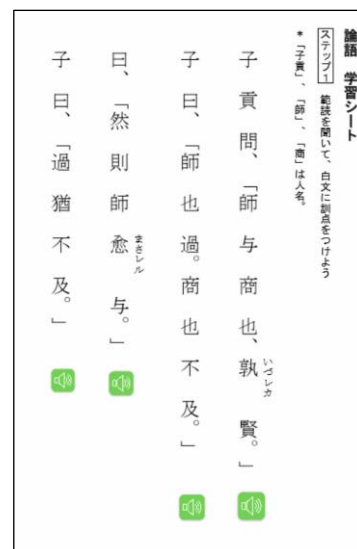 論語 学習シート
ステップ1 範読を聞いて、白文に訓点をつけよう
*「子貢」、「師」、「商」は人名。
子貢問、「師与商也、孰賢。」
いづレカ
子曰、「師也過。商也不及。」
曰、「然則師愈与。」
まさレル
子曰、「過猶不及。」